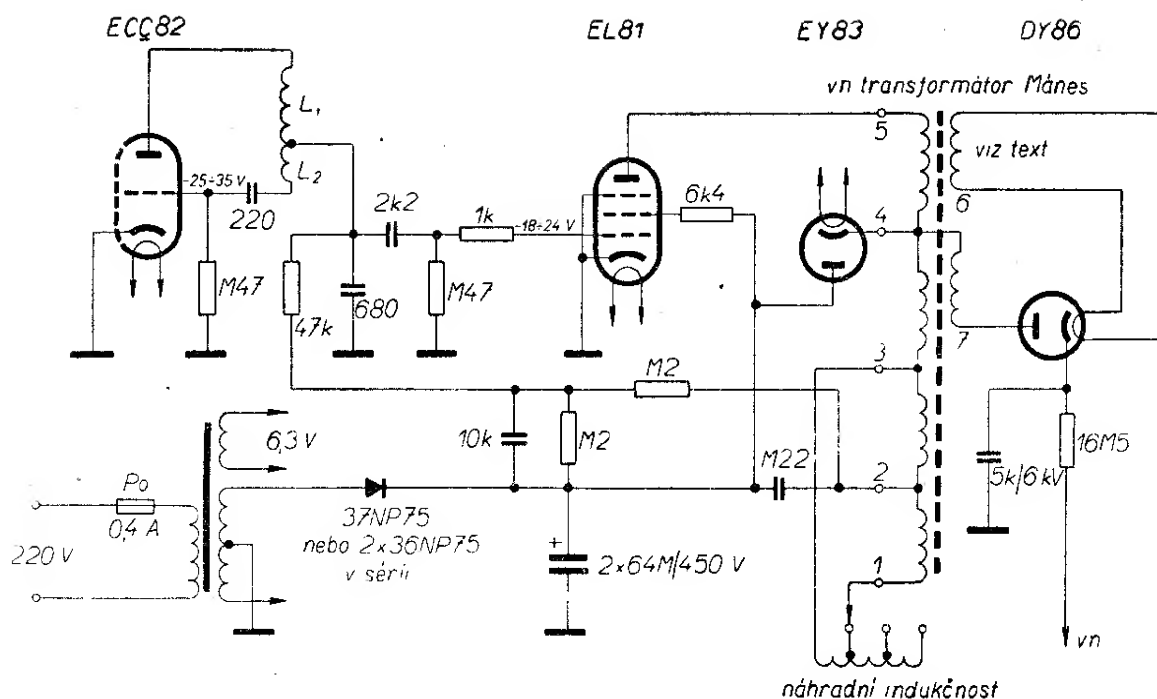 ECC82
EL81
EY83
DY86
vn transformátor Mánes
5
L₁
L₂
viz text
-25÷35 V
220
2k2
1k
-18÷24 V
6k4
4
6
M47
47k
680
M47
7
3
M2
6,3 V
10k
M2
M22
2
16M5
5k/6kV
Po
0,4 A
220 V
37NP75
nebo 2×36NP75
v sérii
+
2×64M/450 V
1
vn
náhradní indukčnost